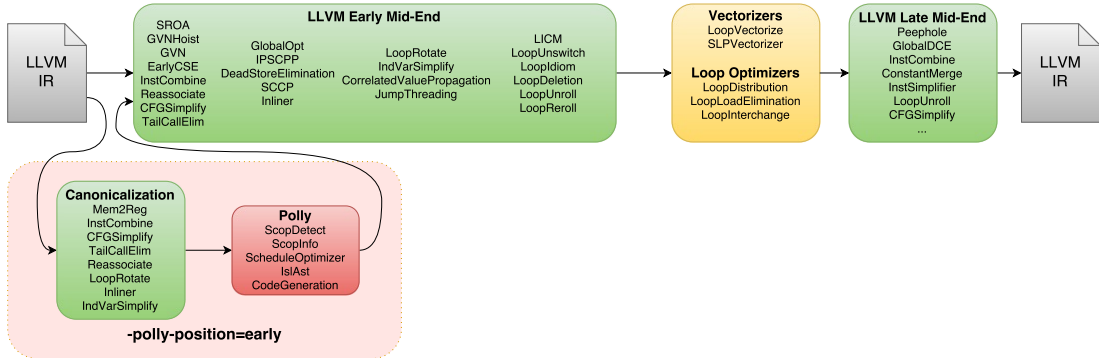 LLVM
IR
LLVM Early Mid-End
SROA
GVNHoist
GVN
EarlyCSE
InstCombine
Reassociate
CFGSimplify
TailCallElim
GlobalOpt
IPSCPP
DeadStoreElimination
SCCP
Inliner
LoopRotate
IndVarSimplify
CorrelatedValuePropagation
JumpThreading
LICM
LoopUnswitch
LoopIdiom
LoopDeletion
LoopUnroll
LoopReroll
Vectorizers
LoopVectorize
SLPVectorizer
Loop Optimizers
LoopDistribution
LoopLoadElimination
LoopInterchange
LLVM Late Mid-End
Peephole
GlobalDCE
InstCombine
ConstantMerge
InstSimplifier
LoopUnroll
CFGSimplify
...
LLVM
IR
Canonicalization
Mem2Reg
InstCombine
CFGSimplify
TailCallElim
Reassociate
LoopRotate
Inliner
IndVarSimplify
Polly
ScopDetect
ScopInfo
ScheduleOptimizer
IslAst
CodeGeneration
-polly-position=early